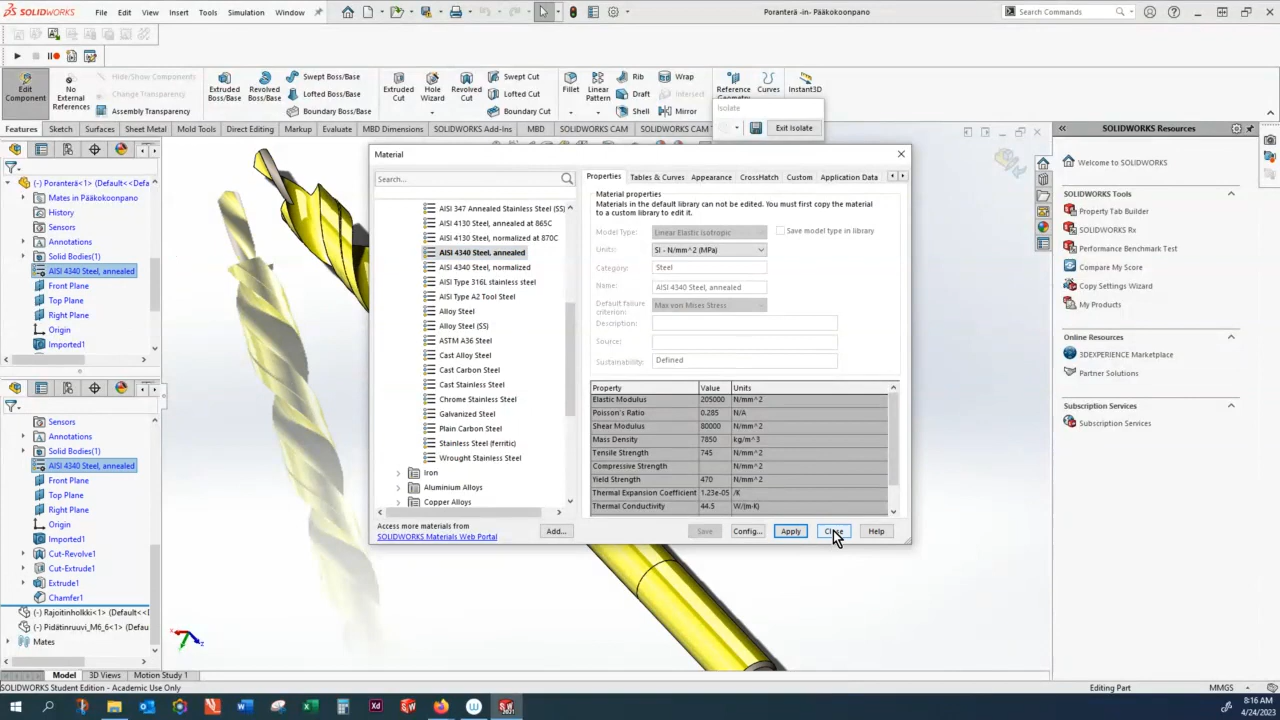 SOLIDWORKS File Edit View Insert Tools Simulation Window
Poranterä -in- Pääkokoonpano
Search Commands
Edit Component
No External References
Hide/Show Components
Change Transparency
Assembly Transparency
Extruded Boss/Base
Revolved Boss/Base
Swept Boss/Base
Lofted Boss/Base
Boundary Boss/Base
Extruded Cut
Hole Wizard
Revolved Cut
Swept Cut
Lofted Cut
Boundary Cut
Fillet
Linear Pattern
Rib
Draft
Shell
Wrap
Intersect
Mirror
Reference Geometry
Curves
Instant3D
Features Sketch Surfaces Sheet Metal Mold Tools Direct Editing Markup Evaluate MBD Dimensions SOLIDWORKS Add-Ins MBD SOLIDWORKS CAM SOLIDWORKS CAM
Isolate
Exit Isolate
(-) Poranterä<1> (Default<<Defa
Mates in Pääkokoonpano
History
Sensors
Annotations
Solid Bodies(1)
AISI 4340 Steel, annealed
Front Plane
Top Plane
Right Plane
Origin
Imported1
Sensors
Annotations
Solid Bodies(1)
AISI 4340 Steel, annealed
Front Plane
Top Plane
Right Plane
Origin
Imported1
Cut-Revolve1
Cut-Extrude1
Extrude1
Chamfer1
(-) Rajoitinholkki<1> (Default<<D
(-) Pidätinruuvi_M6_6<1> (Defau
Mates
Material
Search...
AISI 347 Annealed Stainless Steel (SS)
AISI 4130 Steel, annealed at 865C
AISI 4130 Steel, normalized at 870C
AISI 4340 Steel, annealed
AISI 4340 Steel, normalized
AISI Type 316L stainless steel
AISI Type A2 Tool Steel
Alloy Steel
Alloy Steel (SS)
ASTM A36 Steel
Cast Alloy Steel
Cast Carbon Steel
Cast Stainless Steel
Chrome Stainless Steel
Galvanized Steel
Plain Carbon Steel
Stainless Steel (ferritic)
Wrought Stainless Steel
Iron
Aluminium Alloys
Copper Alloys
Access more materials from
SOLIDWORKS Materials Web Portal
Add...
Properties Tables & Curves Appearance CrossHatch Custom Application Data
Material properties
Materials in the default library can not be edited. You must first copy the material
to a custom library to edit it.
Model Type: Linear Elastic Isotropic
Save model type in library
Units: SI - N/mm^2 (MPa)
Category: Steel
Name: AISI 4340 Steel, annealed
Default failure criterion: Max von Mises Stress
Description:
Source:
Sustainability: Defined
Property Value Units
Elastic Modulus 205000 N/mm^2
Poisson's Ratio 0.285 N/A
Shear Modulus 80000 N/mm^2
Mass Density 7850 kg/m^3
Tensile Strength 745 N/mm^2
Compressive Strength N/mm^2
Yield Strength 470 N/mm^2
Thermal Expansion Coefficient 1.23e-05 /K
Thermal Conductivity 44.5 W/(m·K)
Save Config... Apply Close Help
SOLIDWORKS Resources
Welcome to SOLIDWORKS
SOLIDWORKS Tools
Property Tab Builder
SOLIDWORKS Rx
Performance Benchmark Test
Compare My Score
Copy Settings Wizard
My Products
Online Resources
3DEXPERIENCE Marketplace
Partner Solutions
Subscription Services
Subscription Services
Model 3D Views Motion Study 1
SOLIDWORKS Student Edition - Academic Use Only
Editing Part
MMGS
8:16 AM
4/24/2023